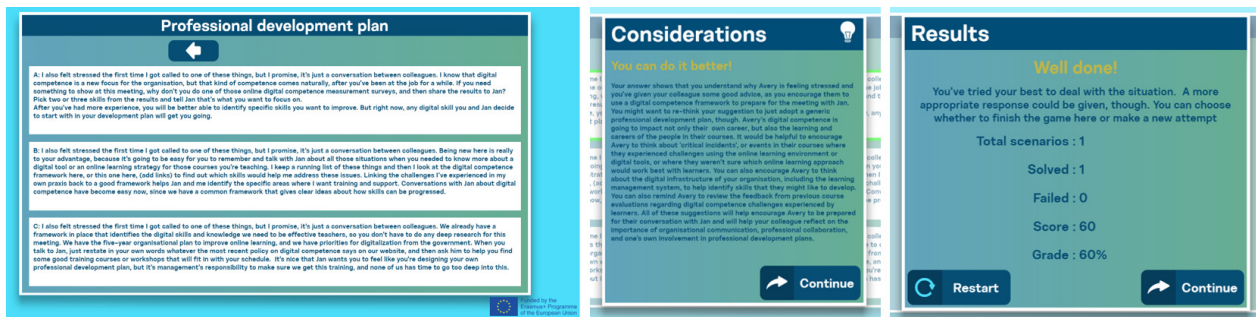 Professional development plan
A: I also felt stressed the first time I got called to one of these things, but I promise, it's just a conversation between colleagues. I know that digital
competence is a new focus for the organisation, but that kind of competence comes naturally, after you've been at the job for a while. If you need
something to show at this meeting, why don't you do one of those online digital competence measurement surveys, and then share the results to Jan?
Pick two or three skills from the results and tell Jan that's what you want to focus on.
After you've had more experience, you will be better able to identify specific skills you want to improve. But right now, any digital skill you and Jan decide
to start with in your development plan will get you going.
B: I also felt stressed the first time I got called to one of these things, but I promise, it's just a conversation between colleagues. Being new here is really
to your advantage, because it's going to be easy for you to remember and talk with Jan about all those situations when you needed to know more about a
digital tool or an online learning strategy for those courses you're teaching. I keep a running list of these things and then I look at the digital competence
framework here, or this one here, (add links) to find out which skills would help me address these issues. Linking the challenges I've experienced in my
own praxis back to a good framework helps Jan and me identify the specific areas where I want training and support. Conversations with Jan about digital
competence have become easy now, since we have a common framework that gives clear ideas about how skills can be progressed.
C: I also felt stressed the first time I got called to one of these things, but I promise, it's just a conversation between colleagues. We already have a
framework in place that identifies the digital skills and knowledge we need to be effective teachers, so you don't have to do any deep research for this
meeting. We have the five-year organisational plan to improve online learning, and we have priorities for digitalization from the government. When you
talk to Jan, just restate in your own words whatever the most recent policy on digital competence says on our website, and then ask him to help you find
some good training courses or workshops that will fit in with your schedule. It's nice that Jan wants you to feel like you're designing your own
professional development plan, but it's management's responsibility to make sure we get this training, and none of us has time to go too deep into this.
Funded by the
Erasmus+ Programme
of the European Union
Considerations
You can do it better!
Your answer shows that you understand why Avery is feeling stressed and
you've given your colleague some good advice, as you encourage them to
use a digital competence framework to prepare for the meeting with Jan.
You might want to re-think your suggestion to just adopt a generic
professional development plan, though. Avery's digital competence is
going to impact not only their own career, but also the learning and
careers of the people in their courses. It would be helpful to encourage
Avery to think about 'critical incidents', or events in their courses where
they experienced challenges using the online learning environment or
digital tools, or where they weren't sure which online learning approach
would work best with learners. You can also encourage Avery to think
about the digital infrastructure of your organisation, including the learning
management system, to help identify skills that they might like to develop.
You can also remind Avery to review the feedback from previous course
evaluations regarding digital competence challenges experienced by
learners. All of these suggestions will help encourage Avery to be prepared
for their conversation with Jan and will help your colleague reflect on the
importance of organisational communication, professional collaboration,
and one's own involvement in professional development plans.
Continue
Results
Well done!
You've tried your best to deal with the situation. A more
appropriate response could be given, though. You can choose
whether to finish the game here or make a new attempt
Total scenarios : 1
Solved : 1
Failed : 0
Score : 60
Grade : 60%
Restart
Continue